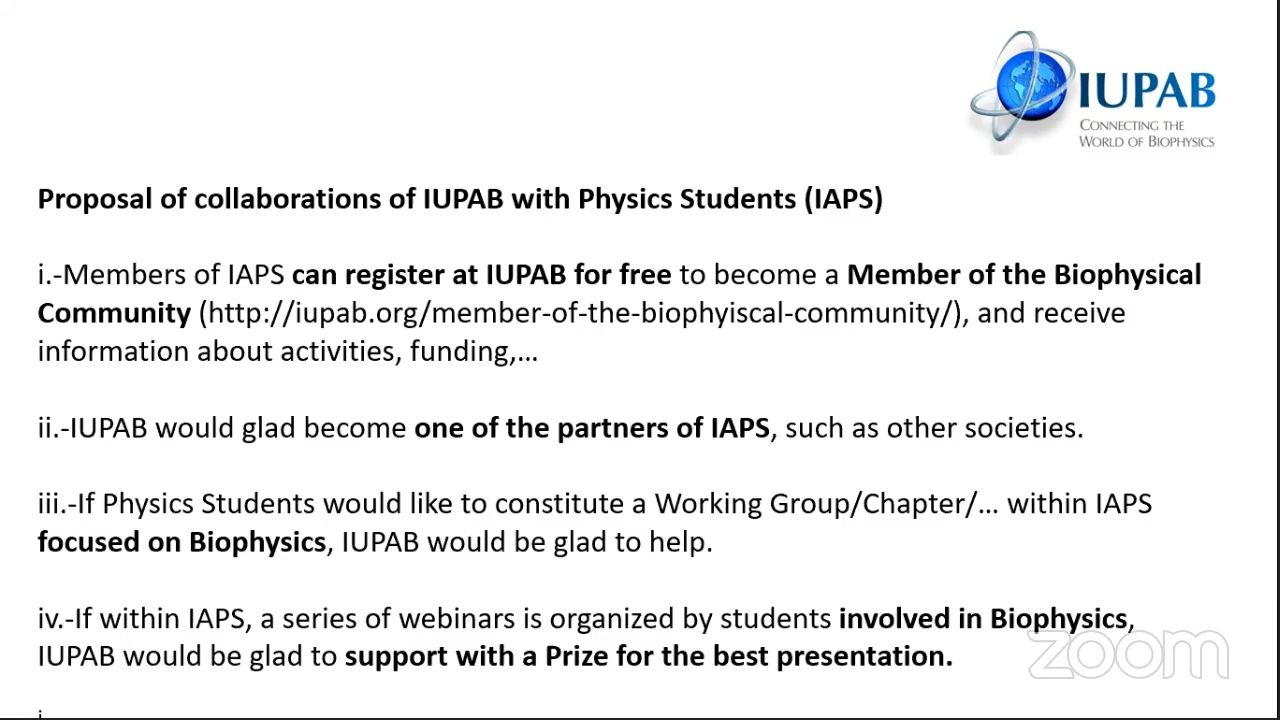 IUPAB
CONNECTING THE
WORLD OF BIOPHYSICS
Proposal of collaborations of IUPAB with Physics Students (IAPS)
i.-Members of IAPS can register at IUPAB for free to become a Member of the Biophysical
Community (http://iupab.org/member-of-the-biophyiscal-community/), and receive
information about activities, funding,...
ii.-IUPAB would glad become one of the partners of IAPS, such as other societies.
iii.-If Physics Students would like to constitute a Working Group/Chapter/... within IAPS
focused on Biophysics, IUPAB would be glad to help.
iv.-If within IAPS, a series of webinars is organized by students involved in Biophysics,
IUPAB would be glad to support with a Prize for the best presentation.
zoom